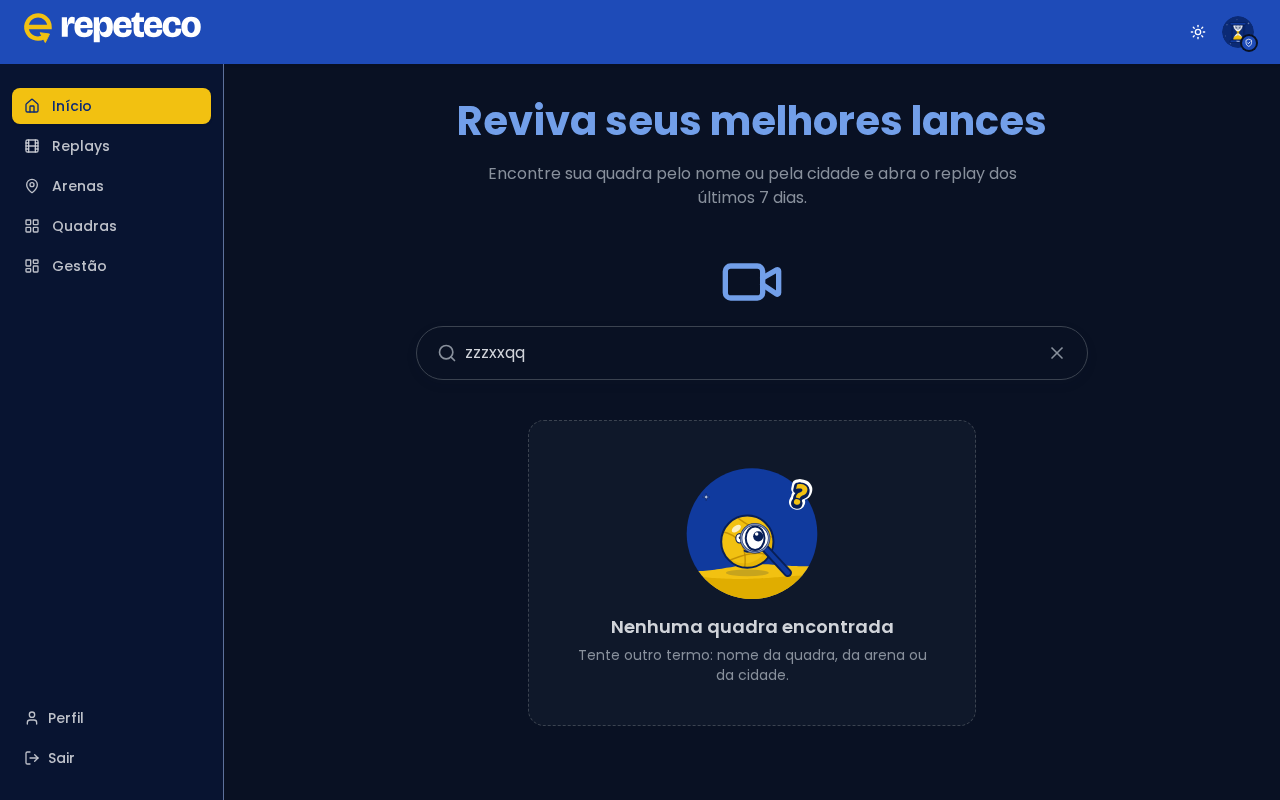 repeteco
Início
Replays
Arenas
Quadras
Gestão
Perfil
Sair
Reviva seus melhores lances
Encontre sua quadra pelo nome ou pela cidade e abra o replay dos
últimos 7 dias.
zzzxxqq
?
Nenhuma quadra encontrada
Tente outro termo: nome da quadra, da arena ou
da cidade.